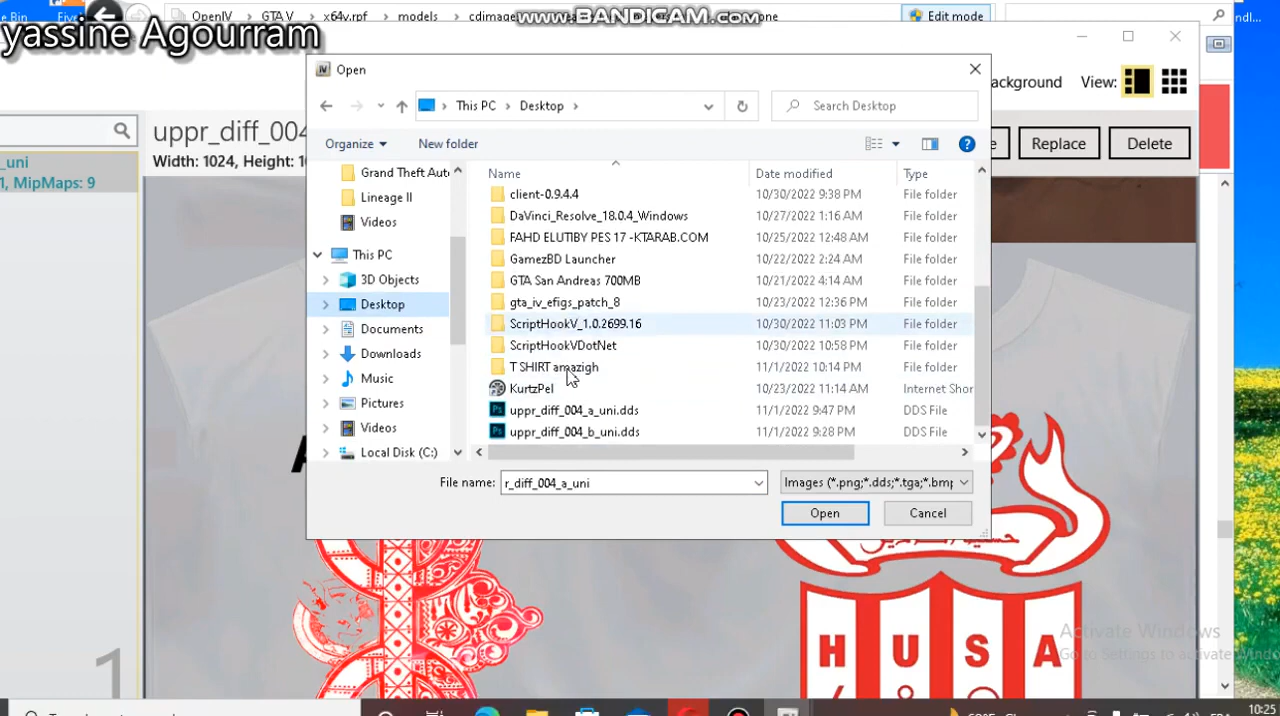 OpenIV GTA V x64v.rpf models cdimage
www.BANDICAM.com
Edit mode
yassine Agourram
Open
ackground View:
This PC Desktop
Search Desktop
uppr_diff_004
Width: 1024, Height: 10
_uni
1, MipMaps: 9
Organize New folder
Replace Delete
Name Date modified Type
Grand Theft Auto
Lineage II
Videos
This PC
3D Objects
Desktop
Documents
Downloads
Music
Pictures
Videos
Local Disk (C:)
client-0.9.4.4 10/30/2022 9:38 PM File folder
DaVinci_Resolve_18.0.4_Windows 10/27/2022 1:16 AM File folder
FAHD ELUTIBY PES 17 -KTARAB.COM 10/25/2022 12:48 AM File folder
GamezBD Launcher 10/22/2022 2:24 AM File folder
GTA San Andreas 700MB 10/21/2022 4:14 AM File folder
gta_iv_efigs_patch_8 10/23/2022 12:36 PM File folder
ScriptHookV_1.0.2699.16 10/30/2022 11:03 PM File folder
ScriptHookVDotNet 10/30/2022 10:58 PM File folder
T SHIRT amazigh 11/1/2022 10:14 PM File folder
KurtzPel 10/23/2022 11:14 AM Internet Shor
uppr_diff_004_a_uni.dds 11/1/2022 9:47 PM DDS File
uppr_diff_004_b_uni.dds 11/1/2022 9:28 PM DDS File
File name: r_diff_004_a_uni Images (*.png;*.dds;*.tga;*.bmp
Open Cancel
HUSA
Activate Windows
Go to Settings to activate Windo
1
10:25